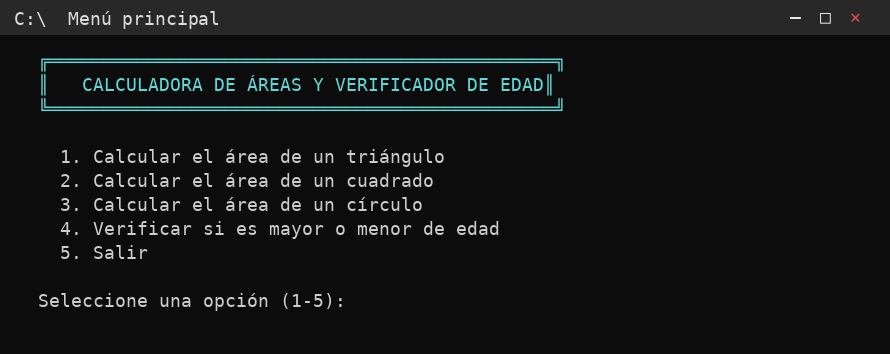 C:\  Menú principal
╔══════════════════════════════════════════════╗
║   CALCULADORA DE ÁREAS Y VERIFICADOR DE EDAD║
╚══════════════════════════════════════════════╝
1. Calcular el área de un triángulo
2. Calcular el área de un cuadrado
3. Calcular el área de un círculo
4. Verificar si es mayor o menor de edad
5. Salir
Seleccione una opción (1-5):